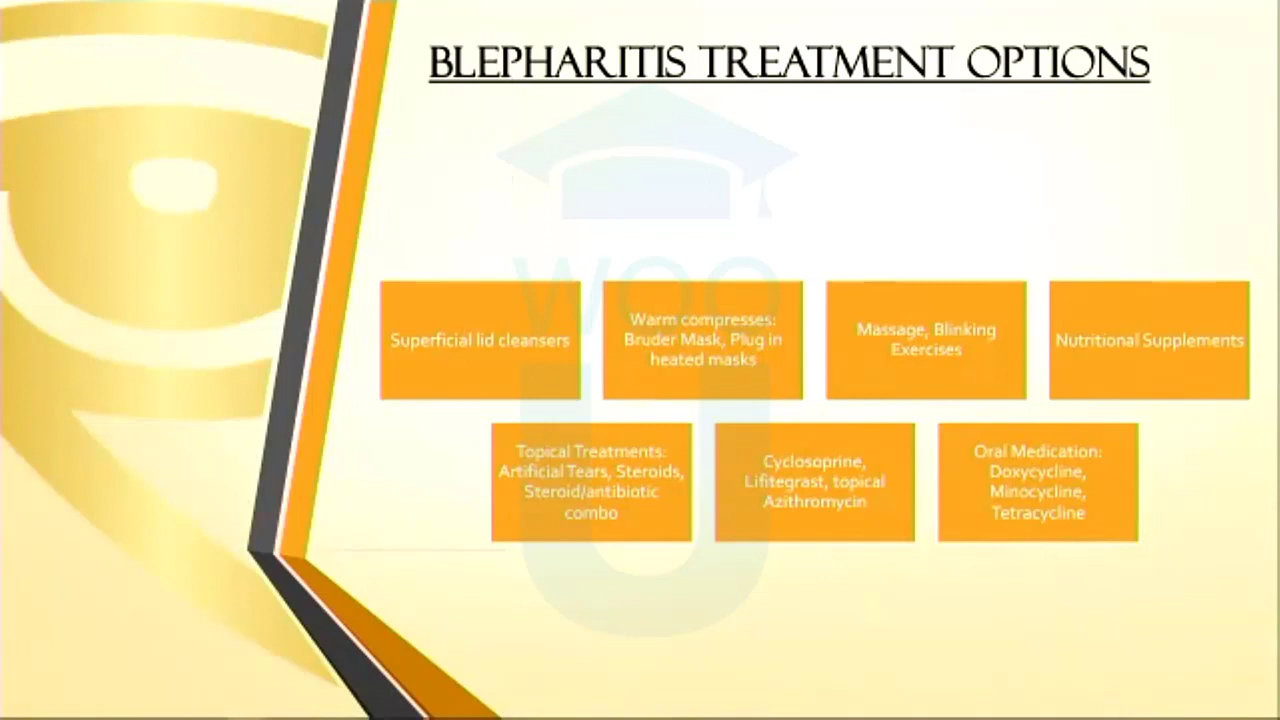 BLEPHARITIS TREATMENT OPTIONS
WOO
U
Superficial lid cleansers
Warm compresses:
Bruder Mask, Plug in
heated masks
Massage, Blinking
Exercises
Nutritional Supplements
Topical Treatments:
Artificial Tears, Steroids,
Steroid/antibiotic
combo
Cyclosoprine,
Lifitegrast, topical
Azithromycin
Oral Medication:
Doxycycline,
Minocycline,
Tetracycline